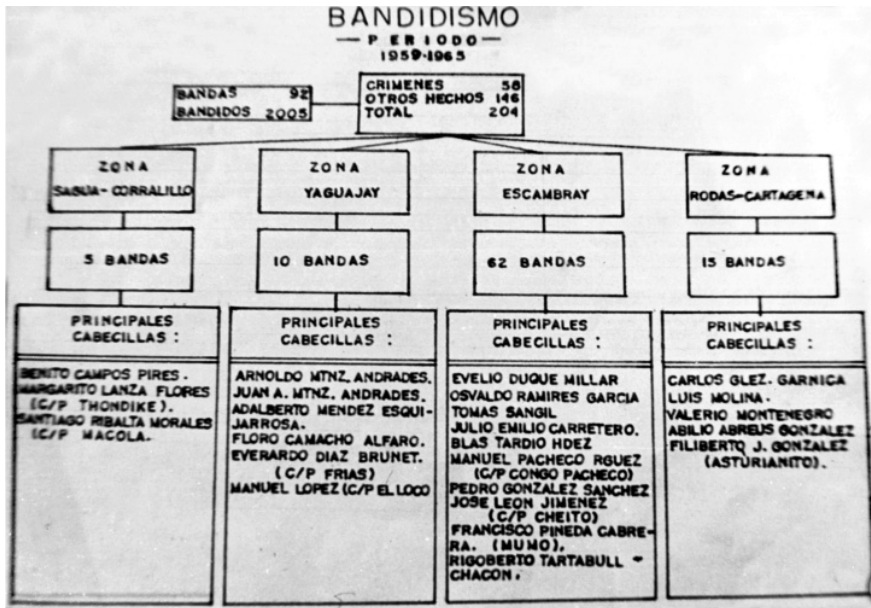 BANDIDISMO
PERIODO
1959-1965
BANDAS 92
BANDIDOS 2005
CRIMENES 58
OTROS HECHOS 146
TOTAL 204
ZONA
SAGUA-CORRALILLO
5 BANDAS
PRINCIPALES
CABECILLAS :
BENITO CAMPOS PIRES.
MARGARITO LANZA FLORES
(C/P THONDIKE).
SANTIAGO RIBALTA MORALES
(C/P MACOLA.
ZONA
YAGUAJAY
10 BANDAS
PRINCIPALES
CABECILLAS :
ARNOLDO MTNZ. ANDRADES.
JUAN A. MTNZ. ANDRADES.
ADALBERTO MENDEZ ESQUI-
JARROSA.
FLORO CAMACHO ALFARO.
EVERARDO DIAZ BRUNET.
(C/P FRIAS)
MANUEL LOPEZ (C/P EL LOCO
ZONA
ESCAMBRAY
62 BANDAS
PRINCIPALES
CABECILLAS :
EVELIO DUQUE MILLAR
OSVALDO RAMIRES GARCIA
TOMAS SANGIL
JULIO EMILIO CARRETERO.
BLAS TARDIO HDEZ
MANUEL PACHECO RGUEZ
(C/P CONGO PACHECO)
PEDRO GONZALEZ SANCHEZ
JOSE LEON JIMENEZ
(C/P CHEITO)
FRANCISCO PINEDA CABRE-
RA. (MUMO).
RIGOBERTO TARTABULL -
CHACON.
ZONA
RODAS-CARTAGENA
15 BANDAS
PRINCIPALES
CABECILLAS :
CARLOS GLEZ. GARNICA
LUIS MOLINA.
VALERIO MONTENEGRO
ABILIO ABREUS GONZALEZ
FILIBERTO J. GONZALEZ
(ASTURIANITO).